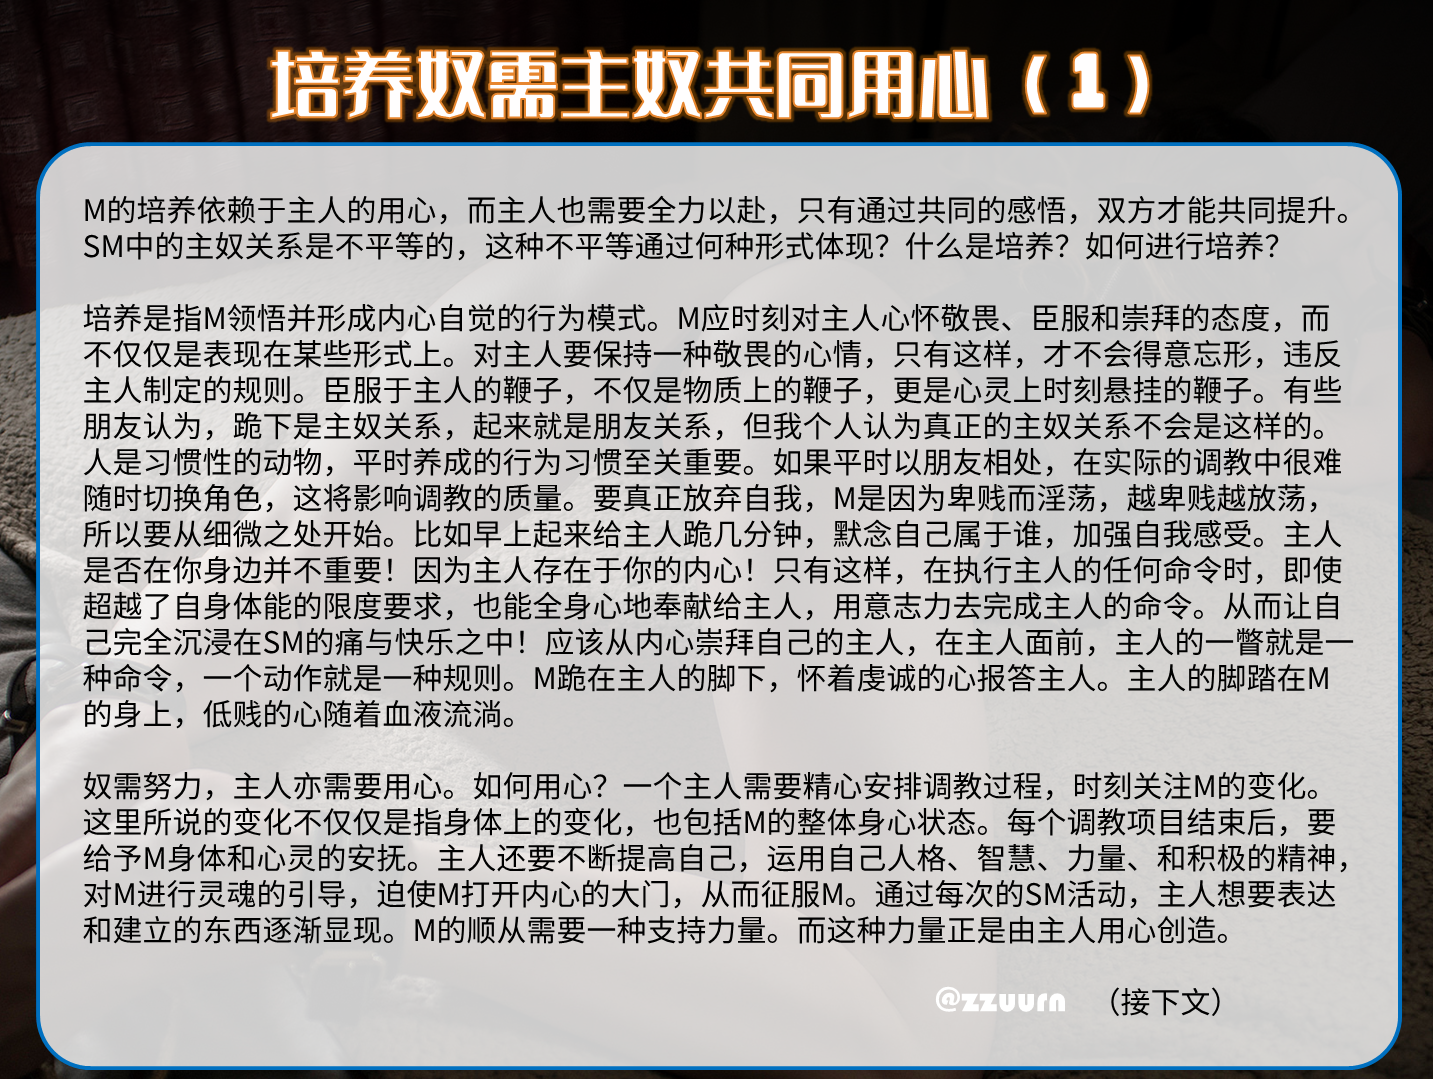 培养奴需主奴共同用心（1）
M的培养依赖于主人的用心，而主人也需要全力以赴，只有通过共同的感悟，双方才能共同提升。
SM中的主奴关系是不平等的，这种不平等通过何种形式体现？什么是培养？如何进行培养？
培养是指M领悟并形成内心自觉的行为模式。M应时刻对主人心怀敬畏、臣服和崇拜的态度，而
不仅仅是表现在某些形式上。对主人要保持一种敬畏的心情，只有这样，才不会得意忘形，违反
主人制定的规则。臣服于主人的鞭子，不仅是物质上的鞭子，更是心灵上时刻悬挂的鞭子。有些
朋友认为，跪下是主奴关系，起来就是朋友关系，但我个人认为真正的主奴关系不会是这样的。
人是习惯性的动物，平时养成的行为习惯至关重要。如果平时以朋友相处，在实际的调教中很难
随时切换角色，这将影响调教的质量。要真正放弃自我，M是因为卑贱而淫荡，越卑贱越放荡，
所以要从细微之处开始。比如早上起来给主人跪几分钟，默念自己属于谁，加强自我感受。主人
是否在你身边并不重要！因为主人存在于你的内心！只有这样，在执行主人的任何命令时，即使
超越了自身体能的限度要求，也能全身心地奉献给主人，用意志力去完成主人的命令。从而让自
己完全沉浸在SM的痛与快乐之中！应该从内心崇拜自己的主人，在主人面前，主人的一瞥就是一
种命令，一个动作就是一种规则。M跪在主人的脚下，怀着虔诚的心报答主人。主人的脚踏在M
的身上，低贱的心随着血液流淌。
奴需努力，主人亦需要用心。如何用心？一个主人需要精心安排调教过程，时刻关注M的变化。
这里所说的变化不仅仅是指身体上的变化，也包括M的整体身心状态。每个调教项目结束后，要
给予M身体和心灵的安抚。主人还要不断提高自己，运用自己人格、智慧、力量、和积极的精神，
对M进行灵魂的引导，迫使M打开内心的大门，从而征服M。通过每次的SM活动，主人想要表达
和建立的东西逐渐显现。M的顺从需要一种支持力量。而这种力量正是由主人用心创造。
@zzuurn （接下文）